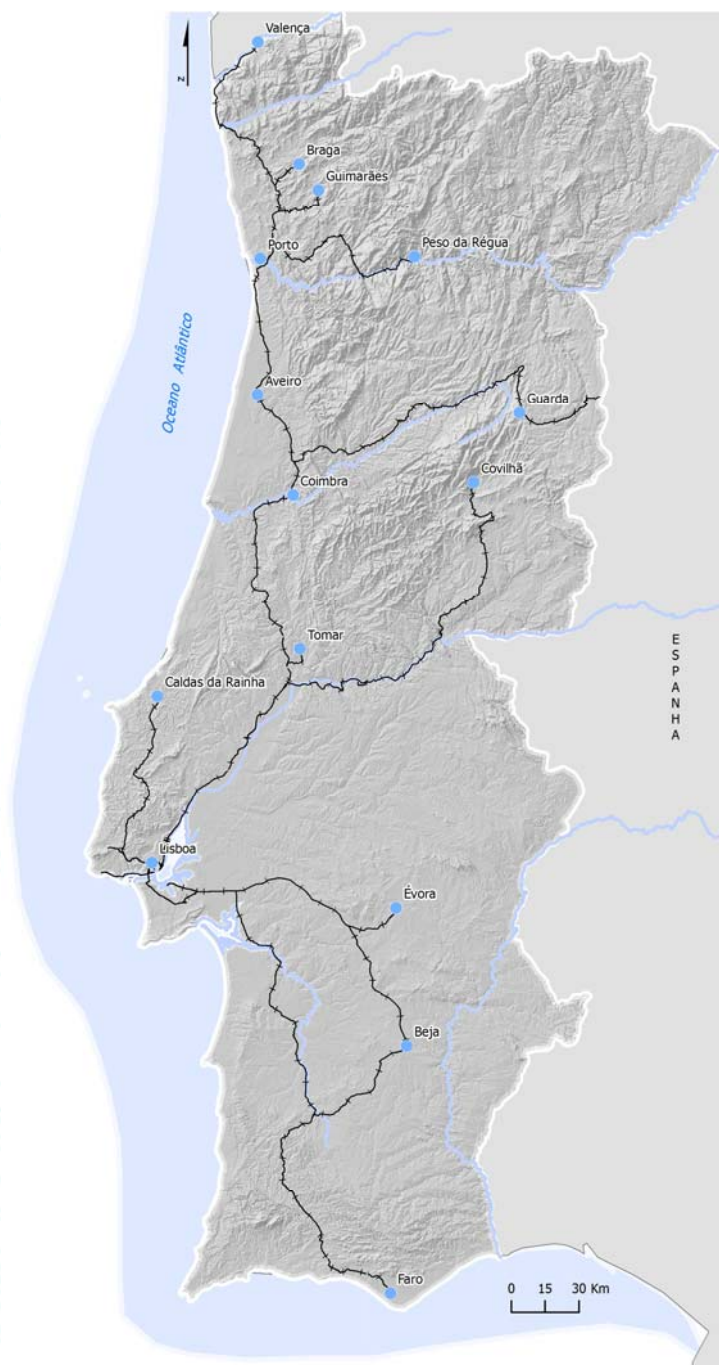 Valença
N
Braga
Guimarães
Porto
Peso da Régua
Oceano Atlântico
Aveiro
Guarda
Covilhã
Coimbra
Tomar
ESPANHA
Caldas da Rainha
Lisboa
Évora
Beja
Faro
0 15 30 Km